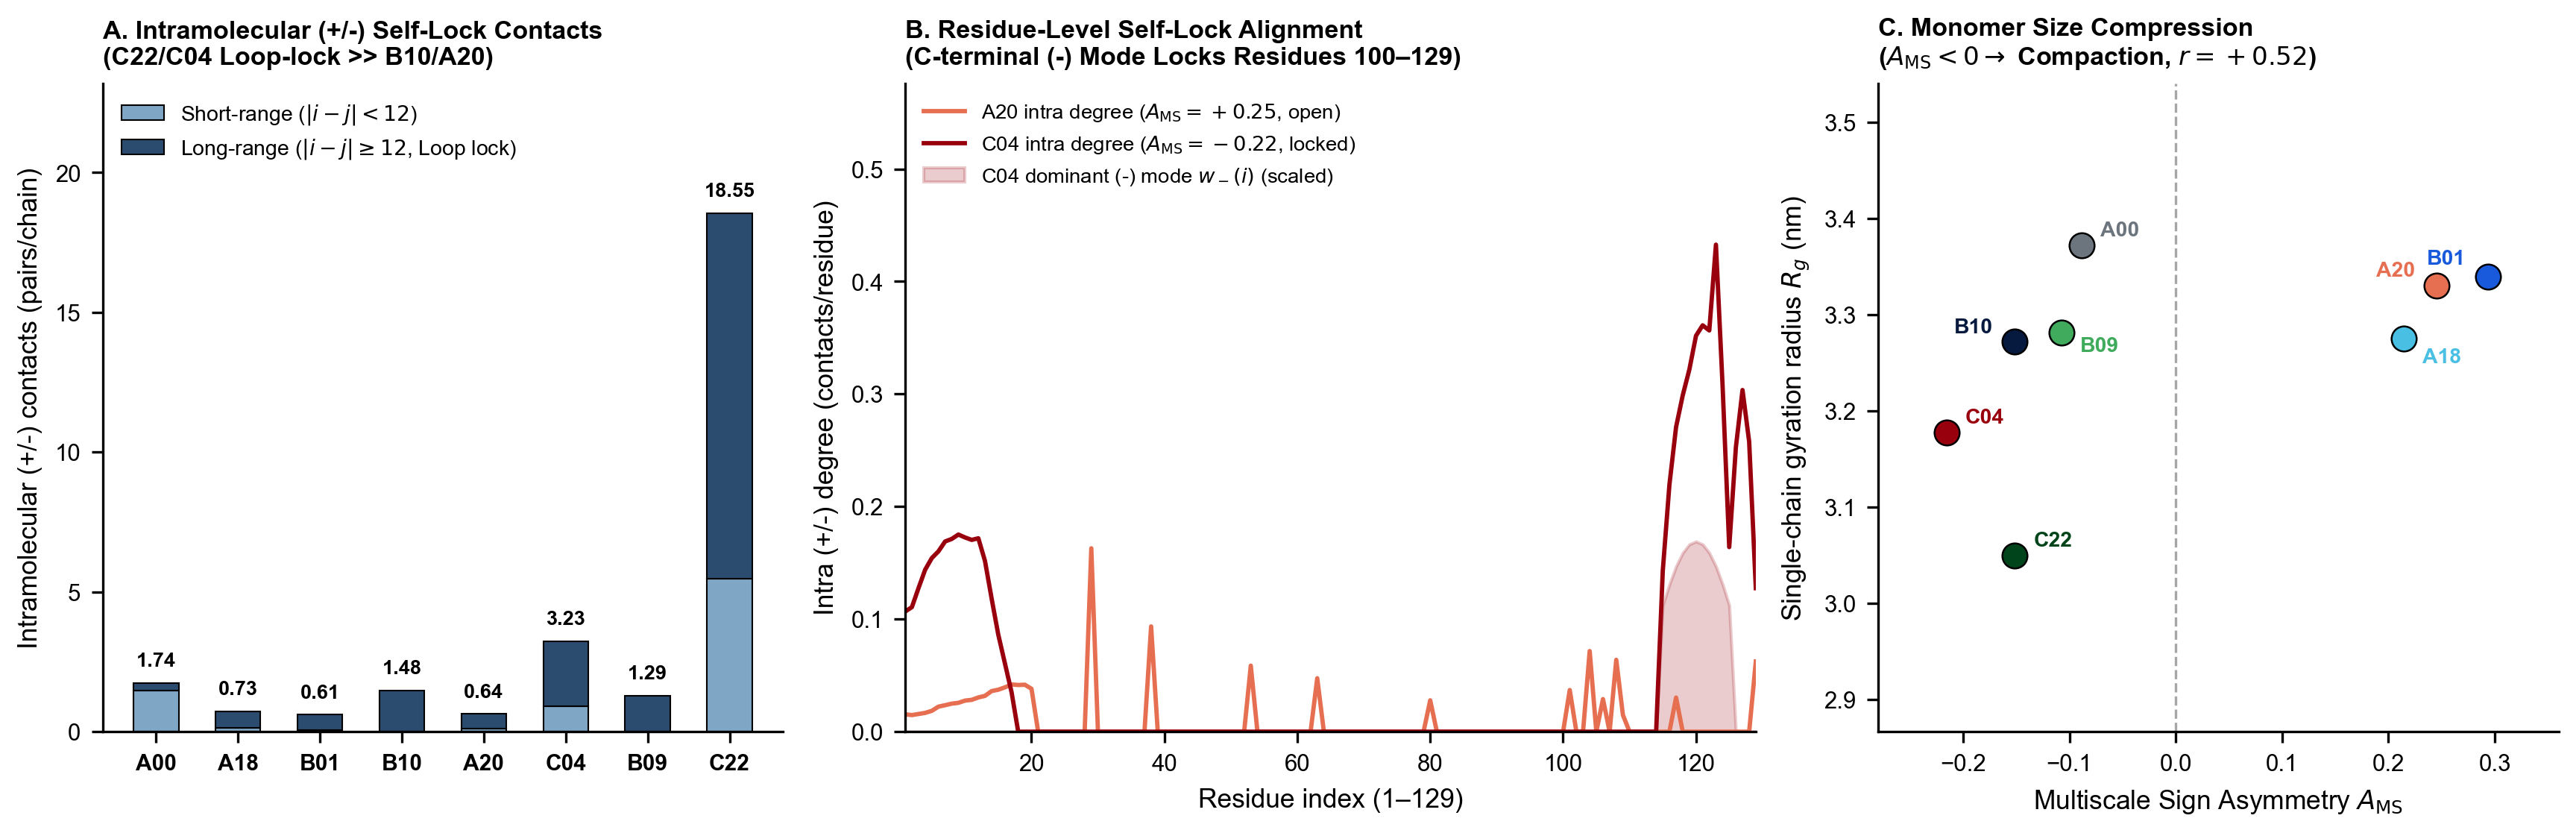 A. Intramolecular (+/-) Self-Lock Contacts
(C22/C04 Loop-lock >> B10/A20)
Short-range (|i − j| < 12)
Long-range (|i − j| ≥ 12, Loop lock)
Intramolecular (+/-) contacts (pairs/chain)
20
15
10
5
0
1.74
0.73
0.61
1.48
0.64
3.23
1.29
18.55
A00
A18
B01
B10
A20
C04
B09
C22
B. Residue-Level Self-Lock Alignment
(C-terminal (-) Mode Locks Residues 100–129)
A20 intra degree (A_MS = +0.25, open)
C04 intra degree (A_MS = −0.22, locked)
C04 dominant (-) mode w₋(i) (scaled)
Intra (+/-) degree (contacts/residue)
0.5
0.4
0.3
0.2
0.1
0.0
20
40
60
80
100
120
Residue index (1–129)
C. Monomer Size Compression
(A_MS < 0 → Compaction, r = +0.52)
Single-chain gyration radius R_g (nm)
3.5
3.4
3.3
3.2
3.1
3.0
2.9
A00
A20
B01
B10
B09
A18
C04
C22
−0.2
−0.1
0.0
0.1
0.2
0.3
Multiscale Sign Asymmetry A_MS